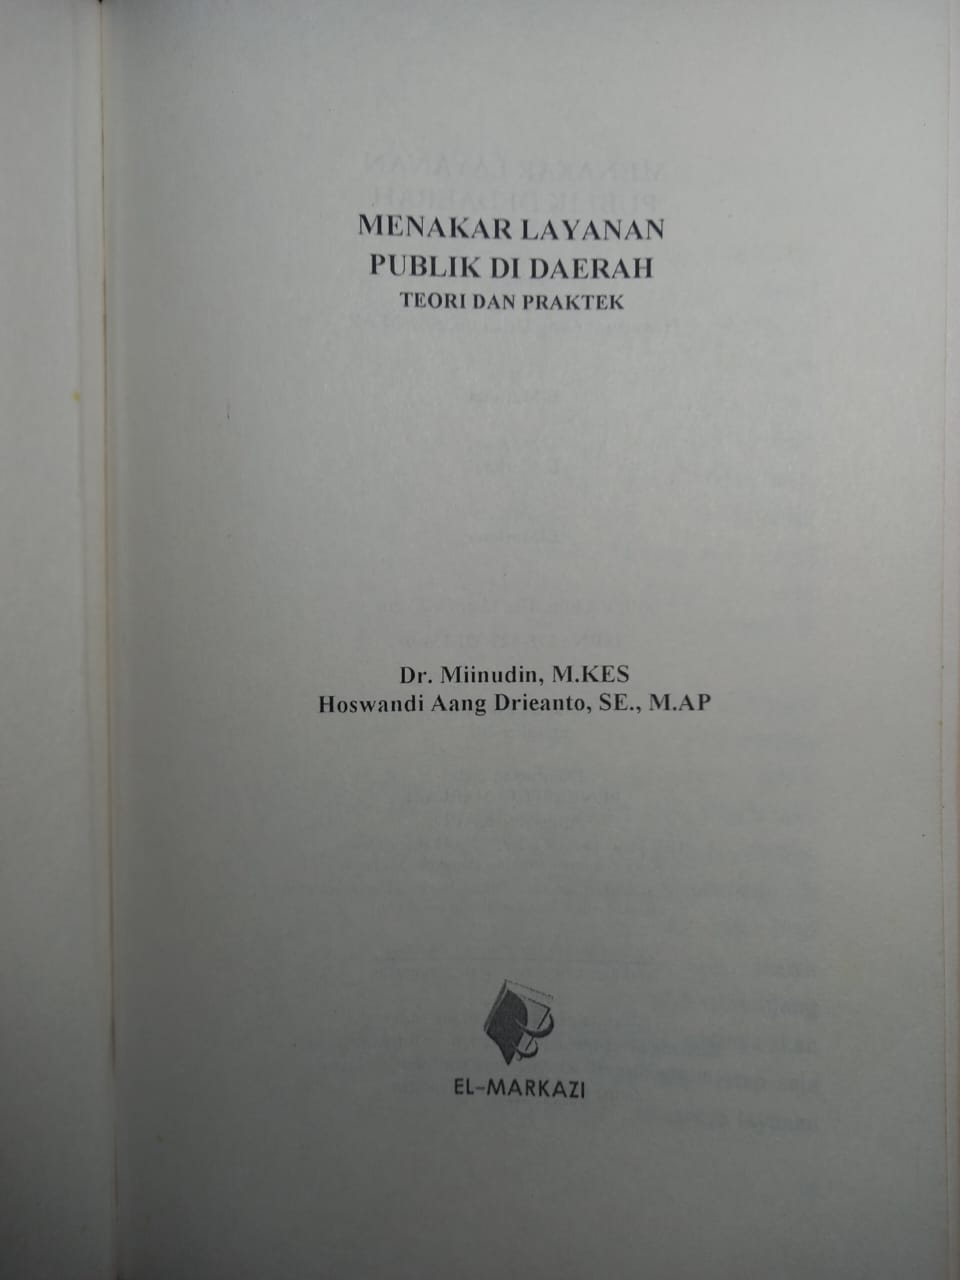 MENAKAR LAYANAN
PUBLIK DI DAERAH
TEORI DAN PRAKTEK
Dr. Miinudin, M.KES
Hoswandi Aang Drieanto, SE., M.AP
EL-MARKAZI